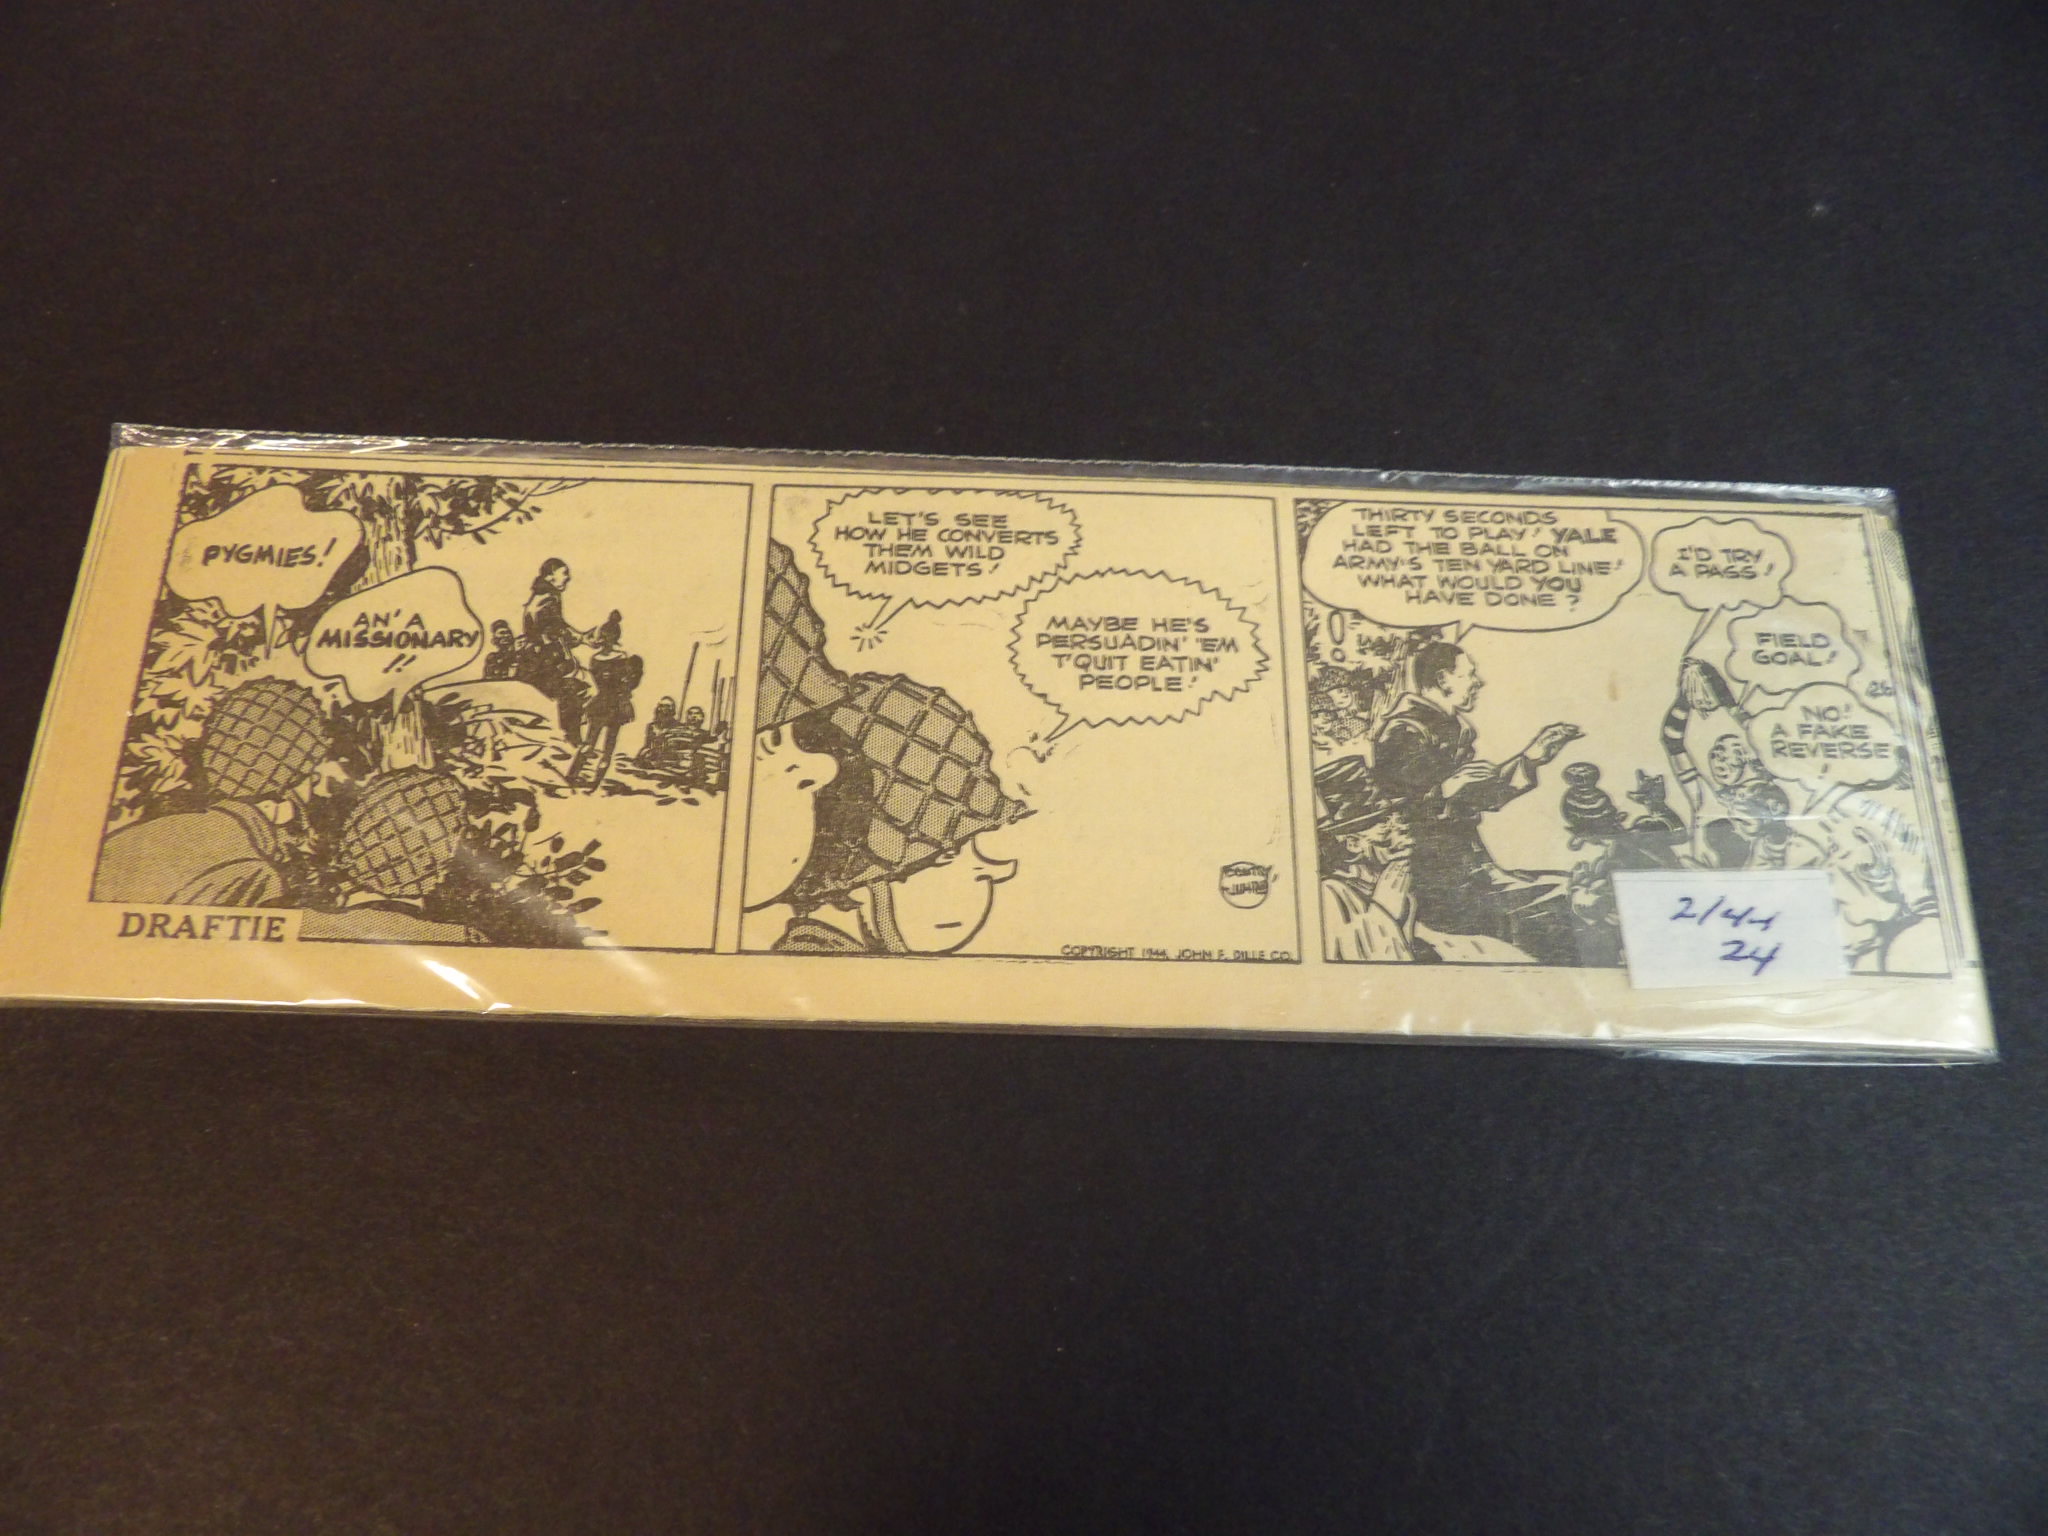 PYGMIES!
AN' A
MISSIONARY
!!
DRAFTIE
LET'S SEE
HOW HE CONVERTS
THEM WILD
MIDGETS!
MAYBE HE'S
PERSUADIN' 'EM
T'QUIT EATIN'
PEOPLE!
COPYRIGHT 1944, JOHN F. DILLE CO.
THIRTY SECONDS
LEFT TO PLAY! YALE
HAD THE BALL ON
ARMY'S TEN YARD LINE!
WHAT WOULD YOU
HAVE DONE?
!
I'D TRY
A PASS!
FIELD
GOAL!
NO!
A FAKE
REVERSE
2/44
24